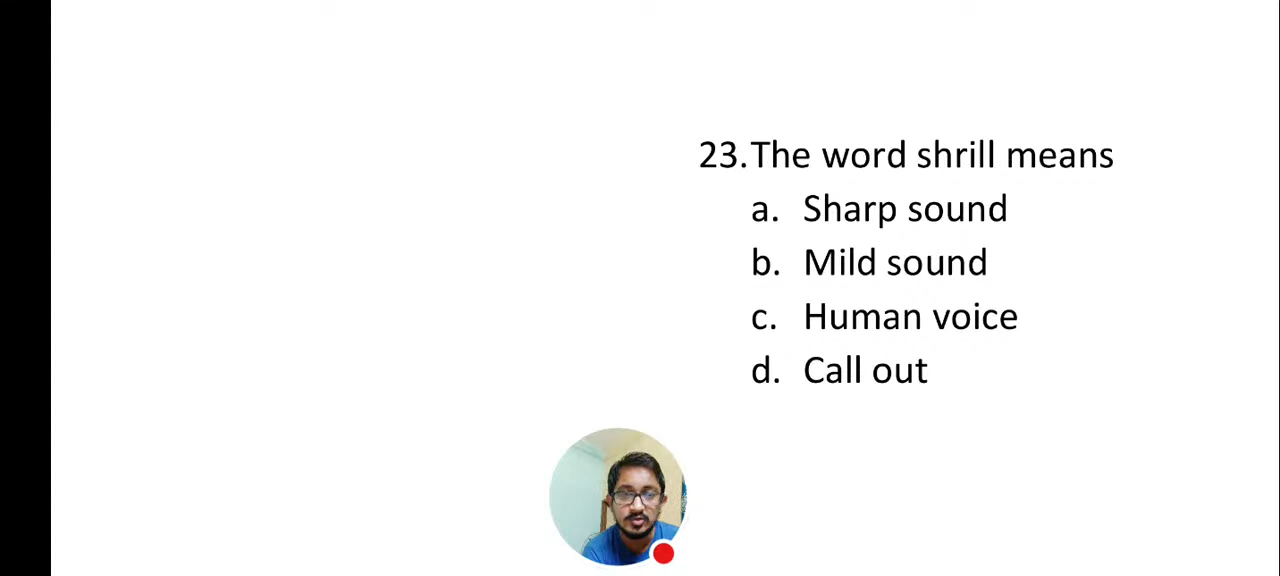 23.The word shrill means
a. Sharp sound
b. Mild sound
c. Human voice
d. Call out